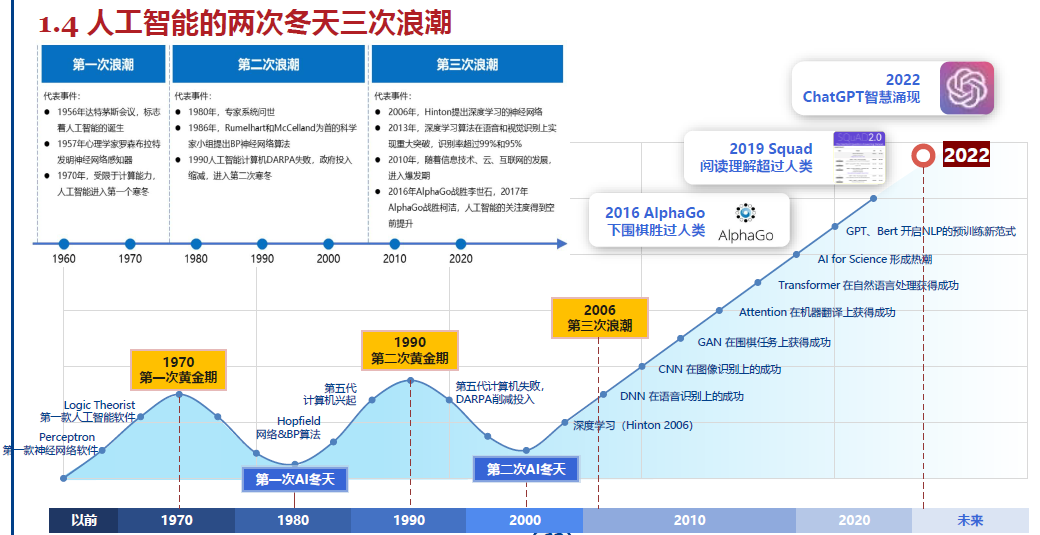 1.4 人工智能的两次冬天三次浪潮
第一次浪潮
代表事件：
● 1956年达特茅斯会议，标志
着人工智能的诞生
● 1957年心理学家罗森布拉特
发明神经网络感知器
● 1970年，受限于计算能力，
人工智能进入第一个寒冬
第二次浪潮
代表事件：
● 1980年，专家系统问世
● 1986年，Rumelhart和McCelland为首的科学
家小组提出BP神经网络算法
● 1990人工智能计算机DARPA失败，政府投入
缩减，进入第二次寒冬
第三次浪潮
代表事件：
● 2006年，Hinton提出深度学习的神经网络
● 2013年，深度学习算法在语音和视觉识别上实
现重大突破，识别率超过99%和95%
● 2010年，随着信息技术、云、互联网的发展，
进入爆发期
● 2016年AlphaGo战胜李世石，2017年
AlphaGo战胜柯洁，人工智能的关注度得到空
前提升
1960 1970 1980 1990 2000 2010 2020
2022
ChatGPT智慧涌现
2019 Squad
阅读理解超过人类
SQUAD2.0
2016 AlphaGo
下围棋胜过人类
AlphaGo
2022
GPT、Bert 开启NLP的预训练新范式
AI for Science 形成热潮
Transformer 在自然语言处理获得成功
Attention 在机器翻译上获得成功
GAN 在围棋任务上获得成功
CNN 在图像识别上的成功
DNN 在语音识别上的成功
深度学习（Hinton 2006）
2006
第三次浪潮
1990
第二次黄金期
1970
第一次黄金期
第五代
计算机兴起
第五代计算机失败，
DARPA削减投入
Logic Theorist
第一款人工智能软件
Hopfield
网络&BP算法
Perceptron
第一款神经网络软件
第一次AI冬天
第二次AI冬天
以前 1970 1980 1990 2000 2010 2020 未来